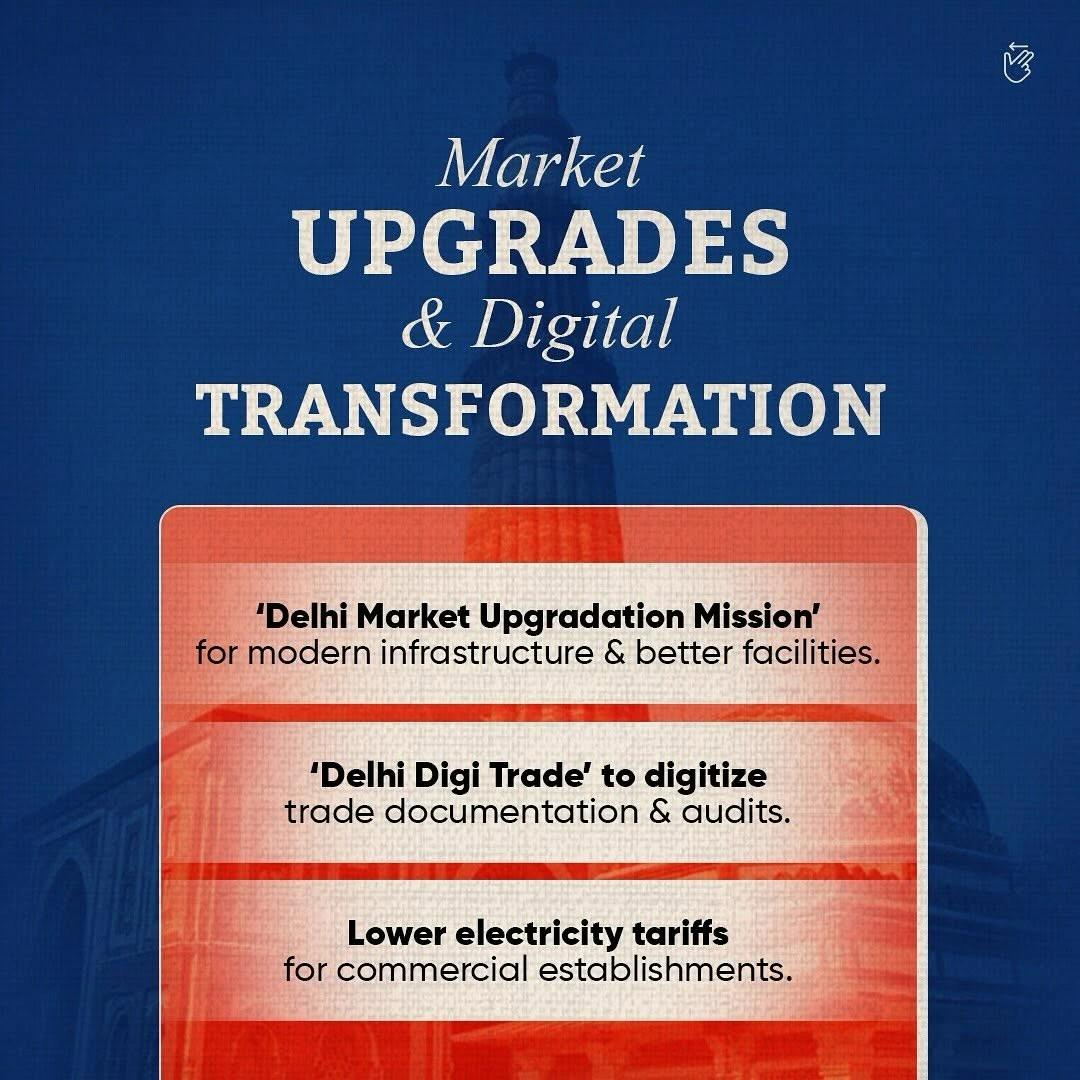 Market
UPGRADES
& Digital
TRANSFORMATION
‘Delhi Market Upgradation Mission’
for modern infrastructure & better facilities.
‘Delhi Digi Trade’ to digitize
trade documentation & audits.
Lower electricity tariffs
for commercial establishments.